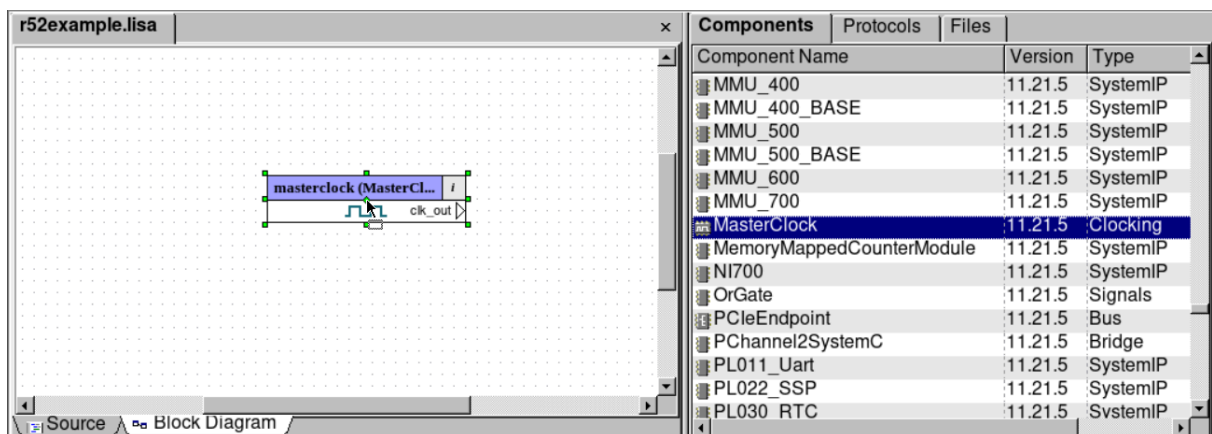 r52example.lisa
masterclock (MasterCl... i
clk_out
Source Block Diagram
Components Protocols Files
Component Name Version Type
MMU_400 11.21.5 SystemIP
MMU_400_BASE 11.21.5 SystemIP
MMU_500 11.21.5 SystemIP
MMU_500_BASE 11.21.5 SystemIP
MMU_600 11.21.5 SystemIP
MMU_700 11.21.5 SystemIP
MasterClock 11.21.5 Clocking
MemoryMappedCounterModule 11.21.5 SystemIP
NI700 11.21.5 SystemIP
OrGate 11.21.5 Signals
PCIeEndpoint 11.21.5 Bus
PChannel2SystemC 11.21.5 Bridge
PL011_Uart 11.21.5 SystemIP
PL022_SSP 11.21.5 SystemIP
PL030_RTC 11.21.5 SystemIP